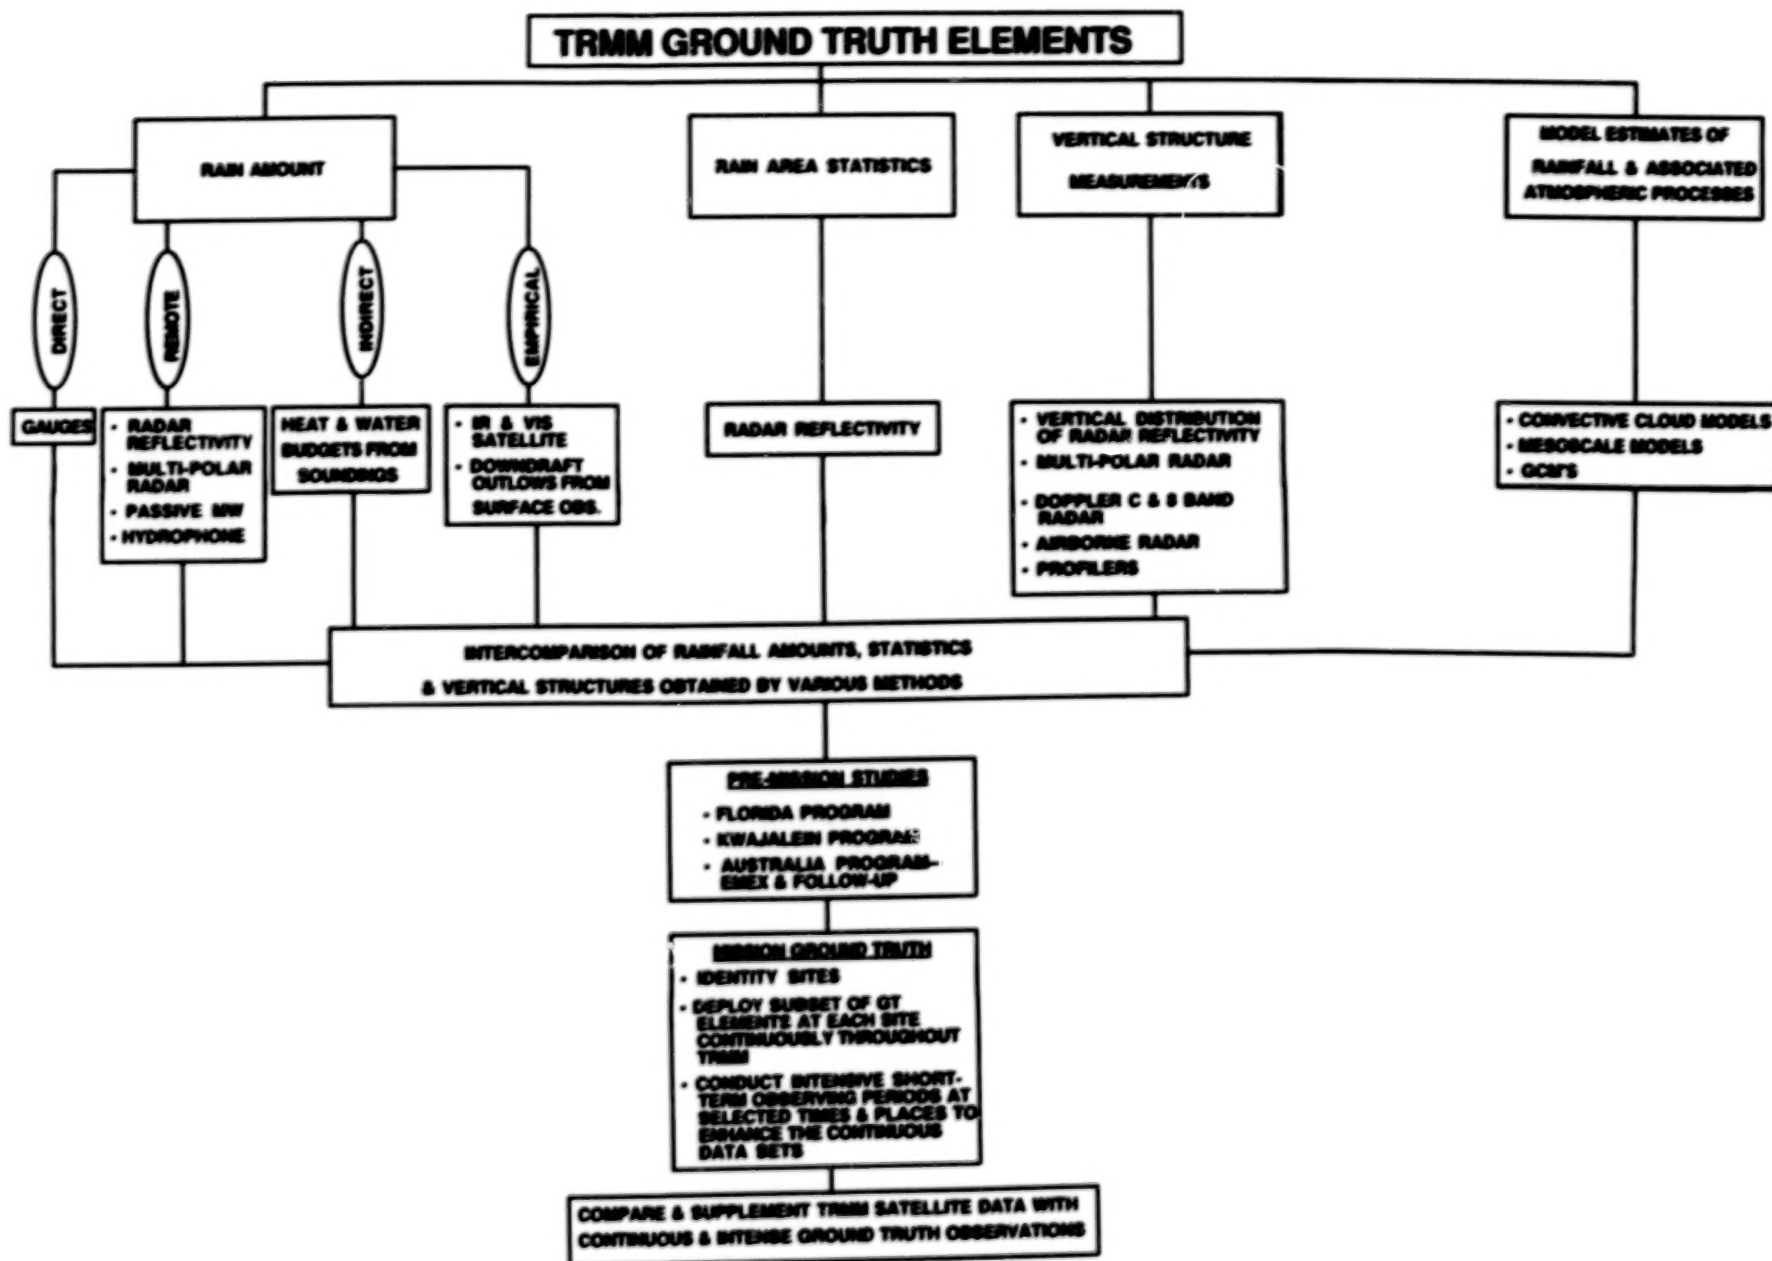 TRMM GROUND TRUTH ELEMENTS
RAIN AMOUNT
RAIN AREA STATISTICS
VERTICAL STRUCTURE
MEASUREMENTS
MODEL ESTIMATES OF
RAINFALL & ASSOCIATED
ATMOSPHERIC PROCESSES
DIRECT
REMOTE
INDIRECT
EMPIRICAL
GAUGES
• RADAR
REFLECTIVITY
• MULTI-POLAR
RADAR
• PASSIVE MW
• HYDROPHONE
HEAT & WATER
BUDGETS FROM
SOUNDINGS
• IR & VIS
SATELLITE
• DOWNDRAFT
OUTLOWS FROM
SURFACE OBS.
RADAR REFLECTIVITY
• VERTICAL DISTRIBUTION
OF RADAR REFLECTIVITY
• MULTI-POLAR RADAR
• DOPPLER C & S BAND
RADAR
• AIRBORNE RADAR
• PROFILERS
• CONVECTIVE CLOUD MODELS
• MESOSCALE MODELS
• GCM'S
INTERCOMPARISON OF RAINFALL AMOUNTS, STATISTICS
& VERTICAL STRUCTURES OBTAINED BY VARIOUS METHODS
PRE-MISSION STUDIES
• FLORIDA PROGRAM
• KWAJALEIN PROGRAM
• AUSTRALIA PROGRAM–
EMEX & FOLLOW-UP
MISSION GROUND TRUTH
• IDENTITY SITES
• DEPLOY SUBSET OF GT
ELEMENTS AT EACH SITE
CONTINUOUSLY THROUGHOUT
TRMM
• CONDUCT INTENSIVE SHORT-
TERM OBSERVING PERIODS AT
SELECTED TIMES & PLACES TO
ENHANCE THE CONTINUOUS
DATA SETS
COMPARE & SUPPLEMENT TRMM SATELLITE DATA WITH
CONTINUOUS & INTENSE GROUND TRUTH OBSERVATIONS